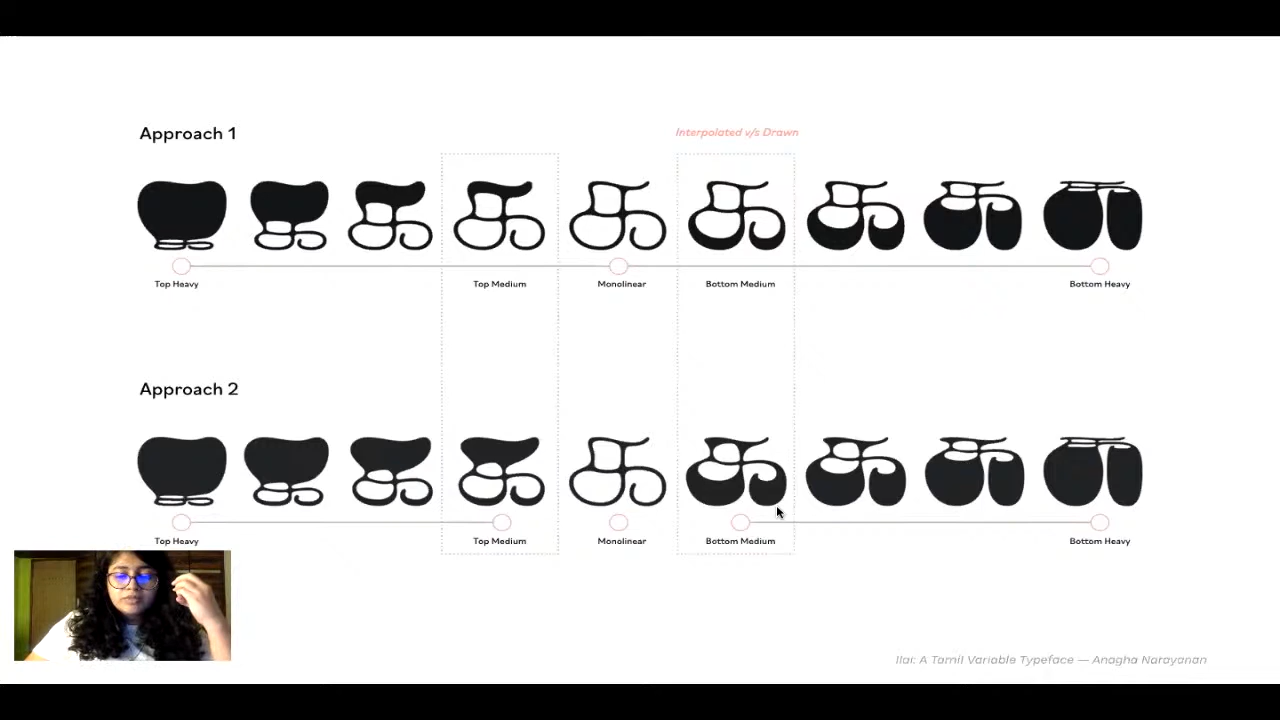 Approach 1
Interpolated v/s Drawn
க க க க க க க க க
Top Heavy Top Medium Monolinear Bottom Medium Bottom Heavy
Approach 2
க க க க க க க க க
Top Heavy Top Medium Monolinear Bottom Medium Bottom Heavy
Ilai: A Tamil Variable Typeface — Anagha Narayanan